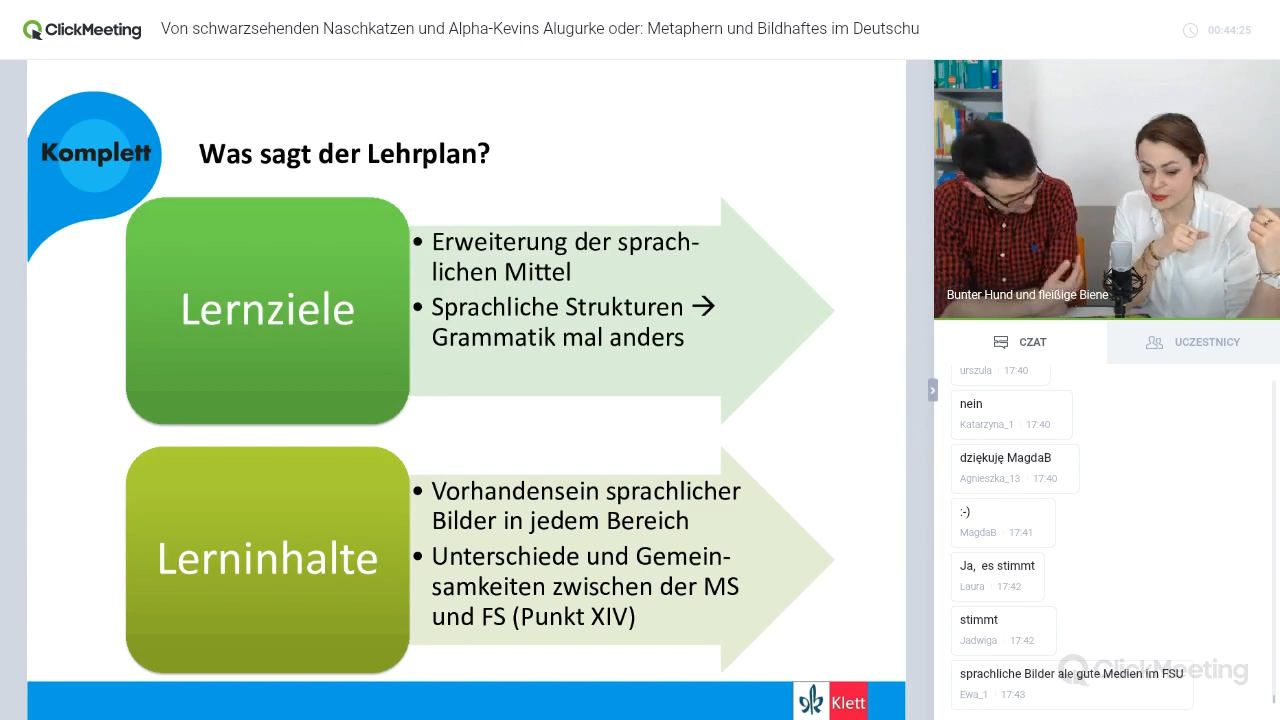 ClickMeeting
Von schwarzsehenden Naschkatzen und Alpha-Kevins Alugurke oder: Metaphern und Bildhaftes im Deutschu
00:44:25
Komplett
Was sagt der Lehrplan?
Lernziele
• Erweiterung der sprach-
lichen Mittel
• Sprachliche Strukturen →
Grammatik mal anders
Lerninhalte
• Vorhandensein sprachlicher
Bilder in jedem Bereich
• Unterschiede und Gemein-
samkeiten zwischen der MS
und FS (Punkt XIV)
Klett
Bunter Hund und fleißige Biene
CZAT
UCZESTNICY
urszula · 17:40
nein
Katarzyna_1 · 17:40
dziękuję MagdaB
Agnieszka_13 · 17:40
:-)
MagdaB · 17:41
Ja, es stimmt
Laura · 17:42
stimmt
Jadwiga · 17:42
sprachliche Bilder ale gute Medien im FSU
Ewa_1 · 17:43
ClickMeeting